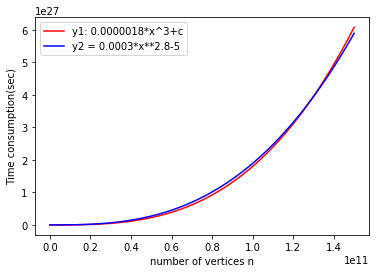 1e27
y1: 0.0000018*x^3+c
y2 = 0.0003*x**2.8-5
6
5
4
3
2
1
0
Time consumption(sec)
0.0 0.2 0.4 0.6 0.8 1.0 1.2 1.4
1e11
number of vertices n